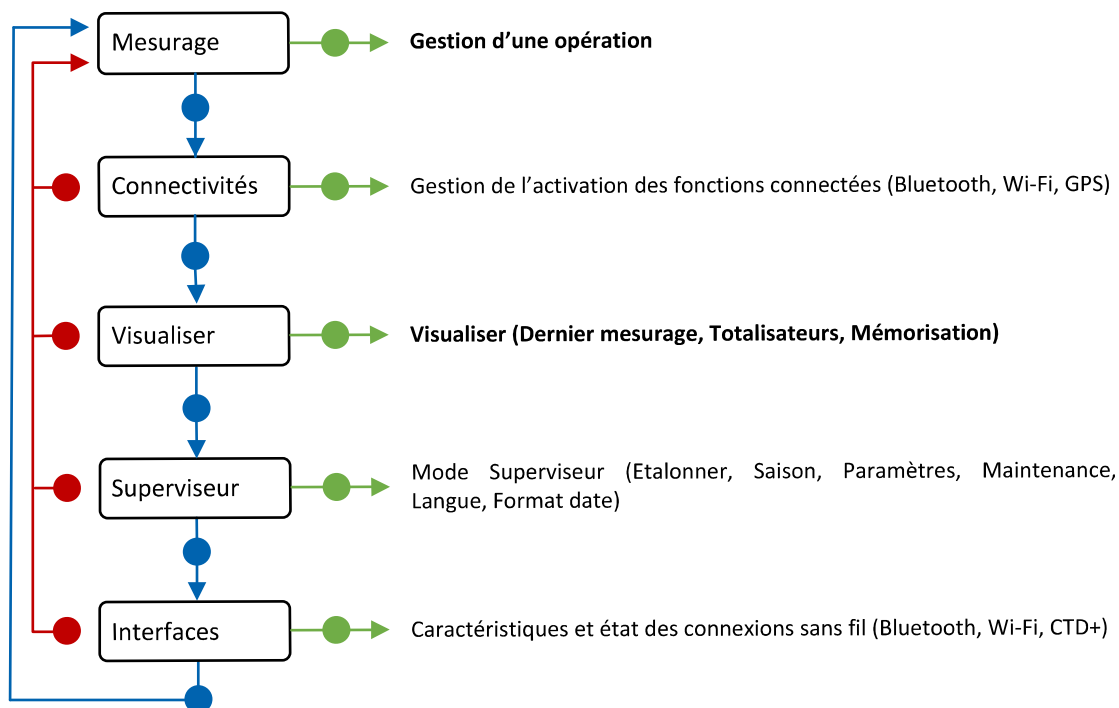 Mesurage
Gestion d’une opération
Connectivités
Gestion de l’activation des fonctions connectées (Bluetooth, Wi-Fi, GPS)
Visualiser
Visualiser (Dernier mesurage, Totalisateurs, Mémorisation)
Superviseur
Mode Superviseur (Etalonner, Saison, Paramètres, Maintenance,
Langue, Format date)
Interfaces
Caractéristiques et état des connexions sans fil (Bluetooth, Wi-Fi, CTD+)